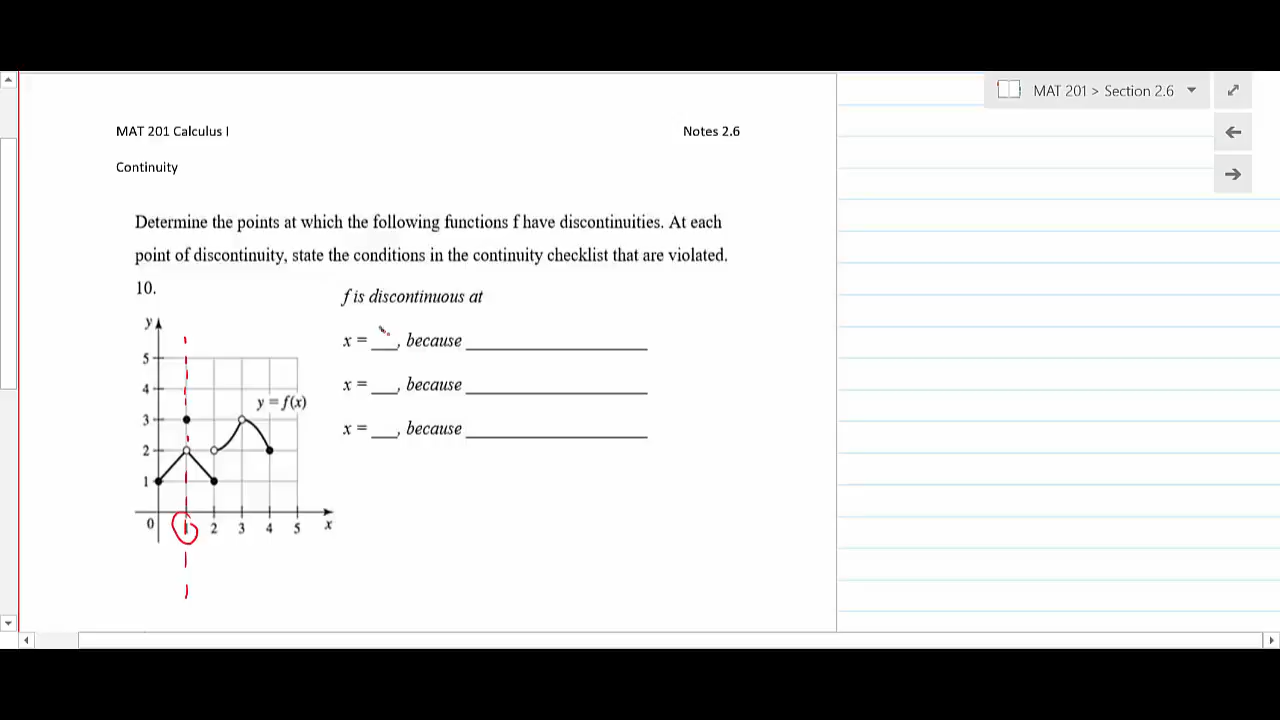 MAT 201 > Section 2.6
MAT 201 Calculus I
Notes 2.6
Continuity
Determine the points at which the following functions f have discontinuities. At each
point of discontinuity, state the conditions in the continuity checklist that are violated.
10.
f is discontinuous at
x = ___, because ____________________
x = ___, because ____________________
x = ___, because ____________________
y
5
4
3
2
1
y = f(x)
0 1 2 3 4 5 x